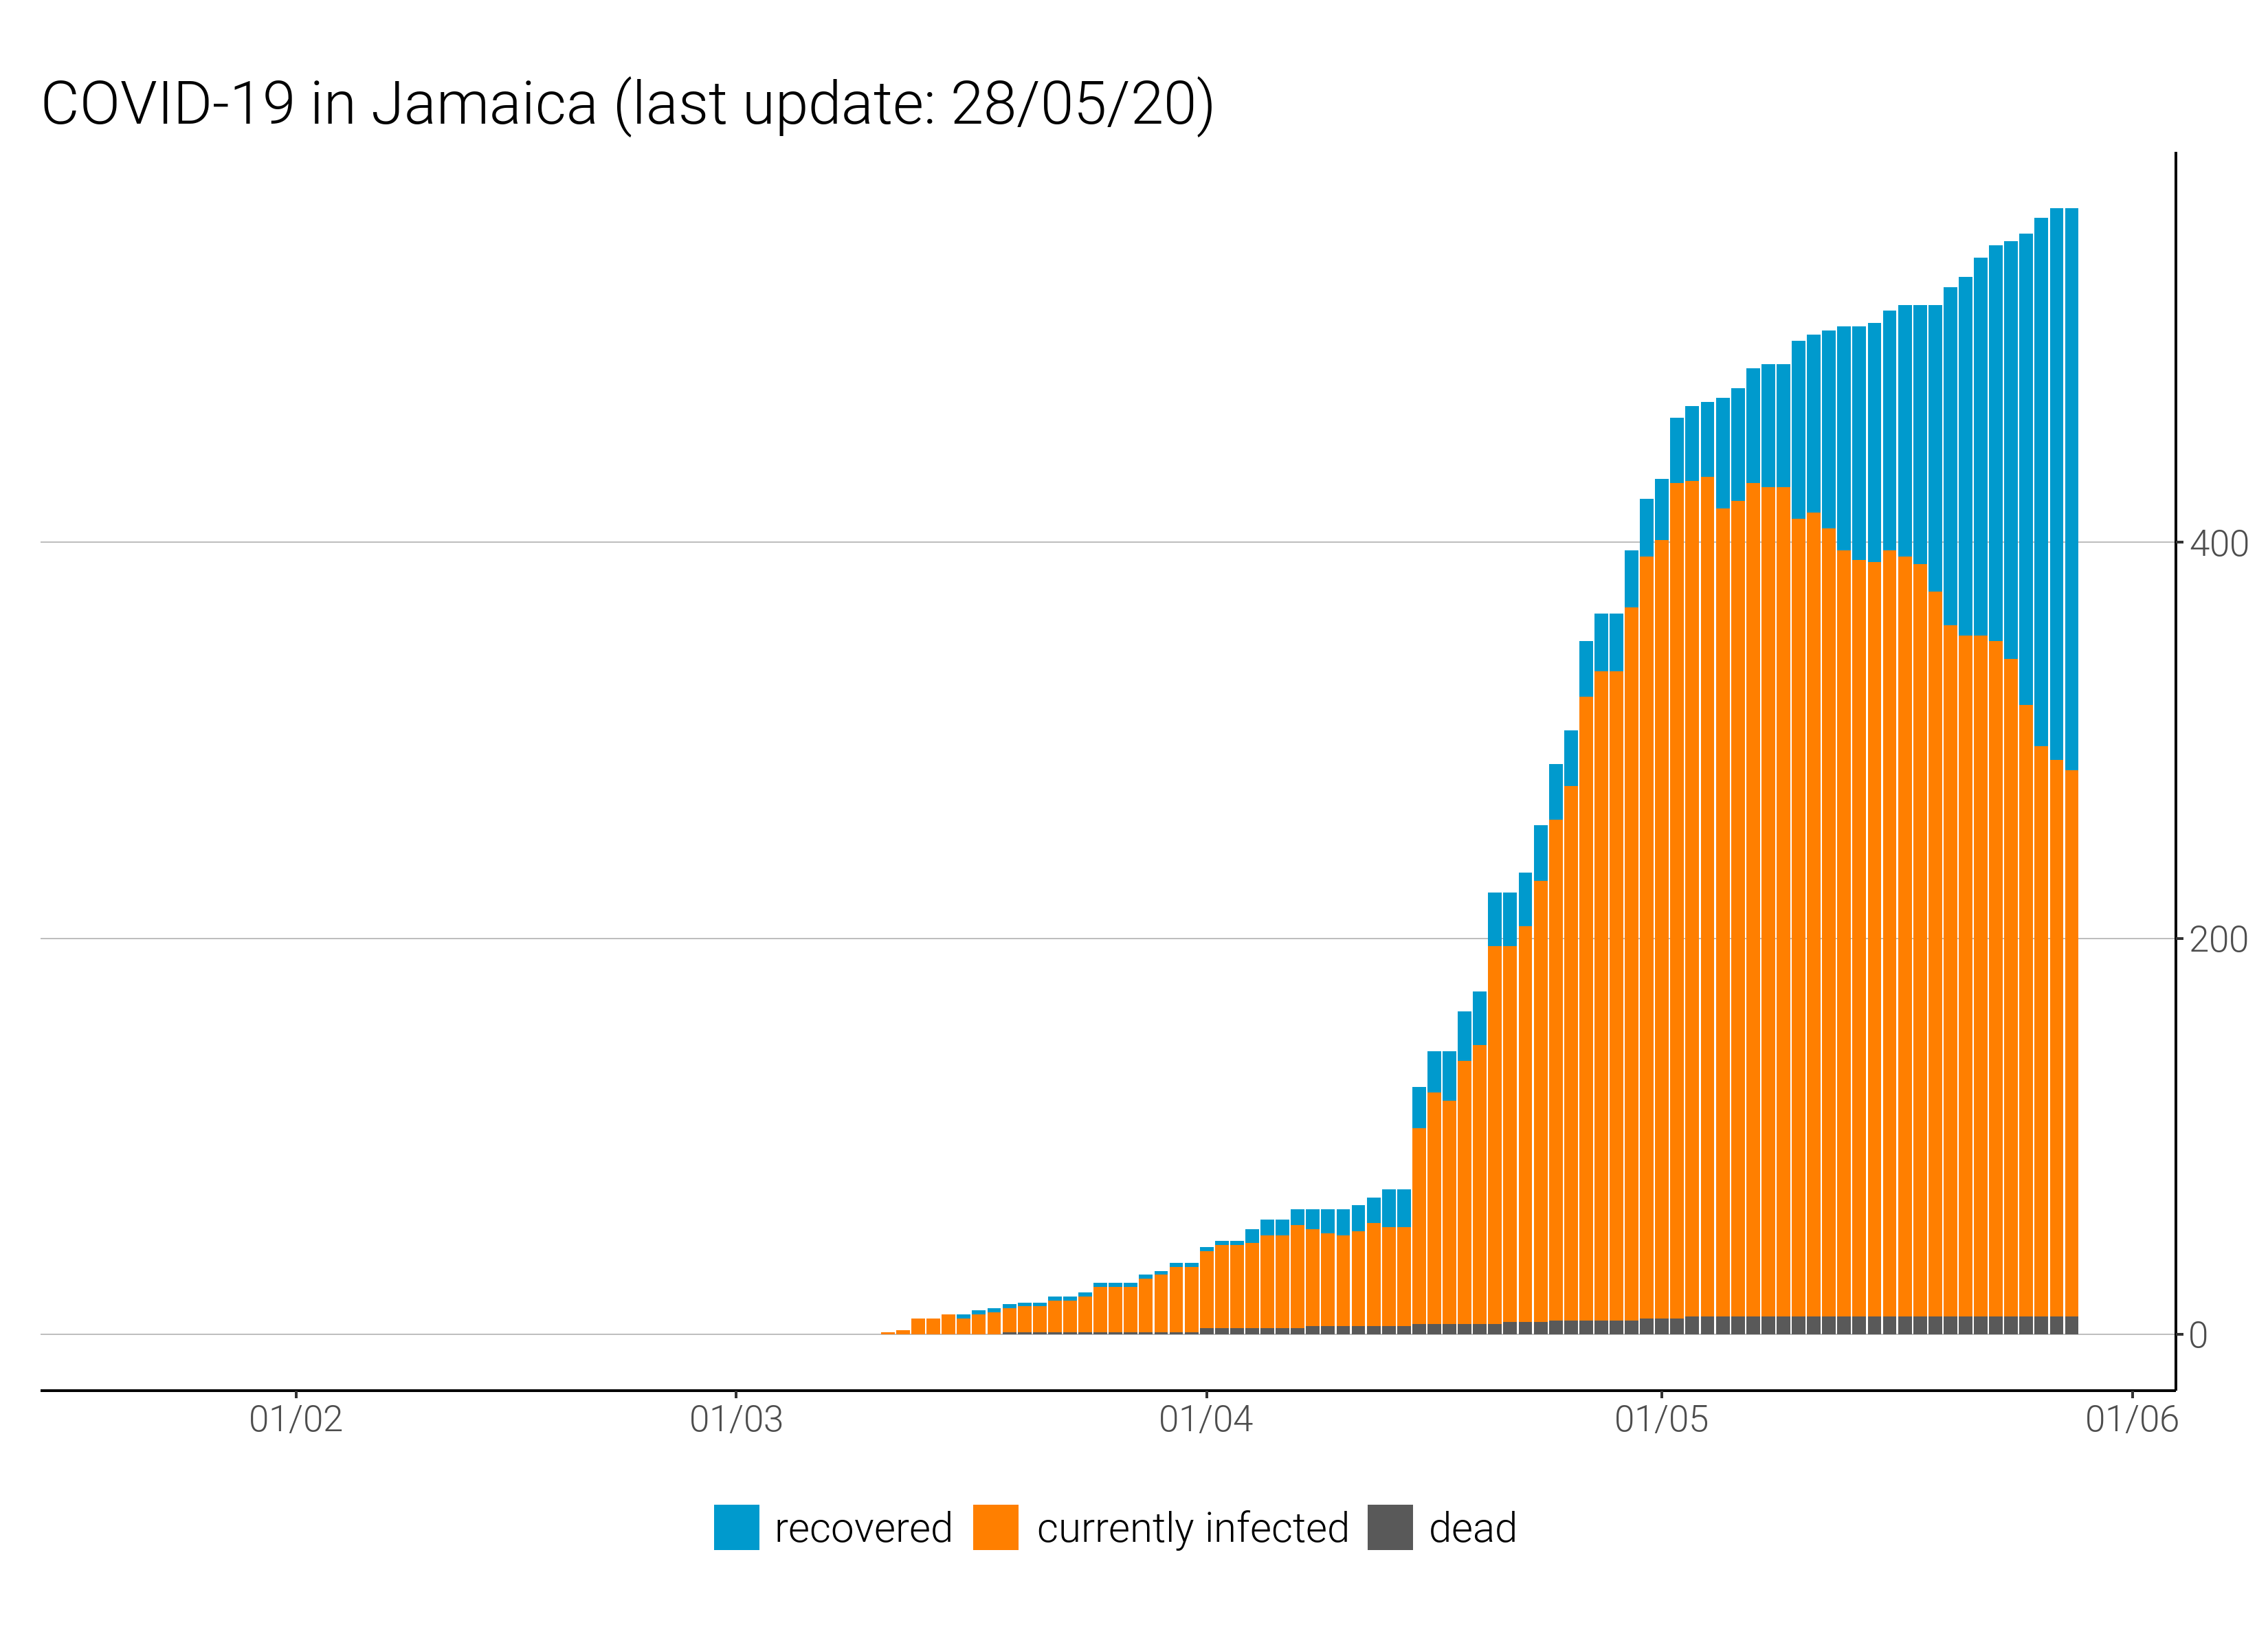 COVID-19 in Jamaica (last update: 28/05/20)
400
200
0
01/02 01/03 01/04 01/05 01/06
recovered currently infected dead